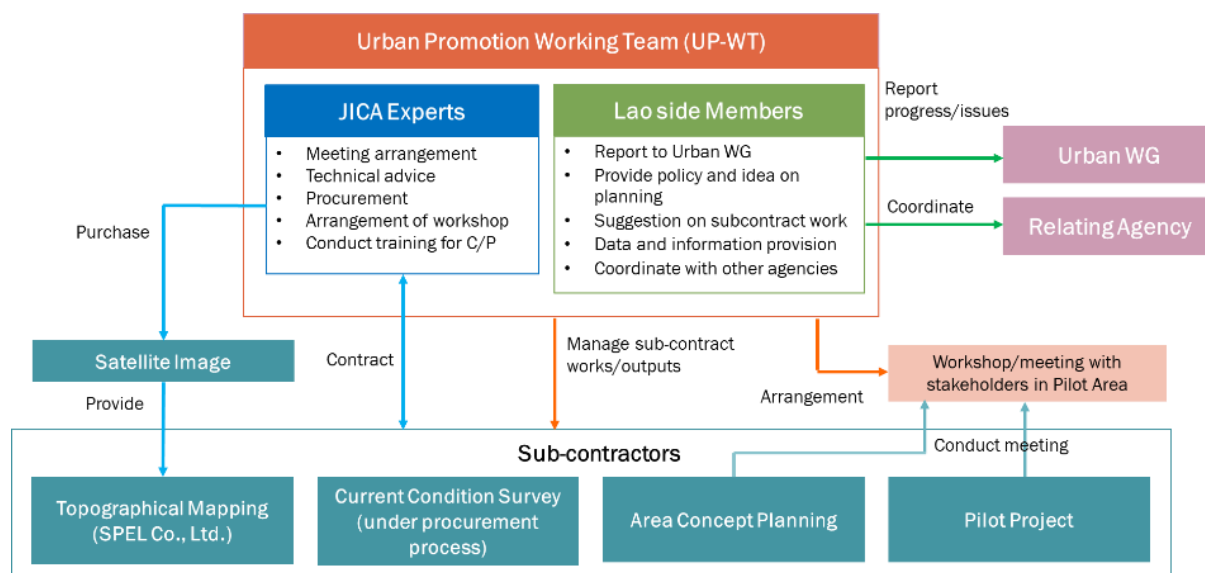 Urban Promotion Working Team (UP-WT)
JICA Experts
• Meeting arrangement
• Technical advice
• Procurement
• Arrangement of workshop
• Conduct training for C/P
Lao side Members
• Report to Urban WG
• Provide policy and idea on
planning
• Suggestion on subcontract work
• Data and information provision
• Coordinate with other agencies
Report
progress/issues
Urban WG
Coordinate
Relating Agency
Purchase
Satellite Image
Provide
Contract
Manage sub-contract
works/outputs
Arrangement
Workshop/meeting with
stakeholders in Pilot Area
Conduct meeting
Sub-contractors
Topographical Mapping
(SPEL Co., Ltd.)
Current Condition Survey
(under procurement
process)
Area Concept Planning
Pilot Project